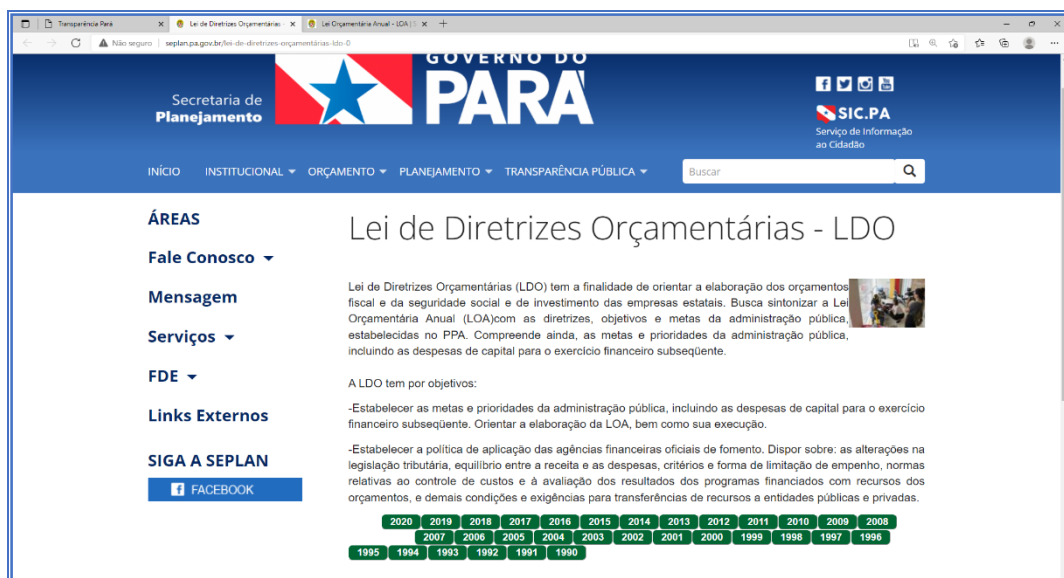 Transparência Pará
Lei de Diretrizes Orçamentárias -
Lei Orçamentária Anual - LOA | S
Não seguro
seplan.pa.gov.br/lei-de-diretrizes-orçamentárias-ldo-0
Secretaria de
Planejamento
GOVERNO DO
PARÁ
SIC.PA
Serviço de Informação
ao Cidadão
INÍCIO INSTITUCIONAL ORÇAMENTO PLANEJAMENTO TRANSPARÊNCIA PÚBLICA
Buscar
ÁREAS
Fale Conosco
Mensagem
Serviços
FDE
Links Externos
SIGA A SEPLAN
FACEBOOK
Lei de Diretrizes Orçamentárias - LDO
Lei de Diretrizes Orçamentárias (LDO) tem a finalidade de orientar a elaboração dos orçamentos
fiscal e da seguridade social e de investimento das empresas estatais. Busca sintonizar a Lei
Orçamentária Anual (LOA)com as diretrizes, objetivos e metas da administração pública,
estabelecidas no PPA. Compreende ainda, as metas e prioridades da administração pública,
incluindo as despesas de capital para o exercício financeiro subseqüente.
A LDO tem por objetivos:
-Estabelecer as metas e prioridades da administração pública, incluindo as despesas de capital para o exercício
financeiro subseqüente. Orientar a elaboração da LOA, bem como sua execução.
-Estabelecer a política de aplicação das agências financeiras oficiais de fomento. Dispor sobre: as alterações na
legislação tributária, equilíbrio entre a receita e as despesas, critérios e forma de limitação de empenho, normas
relativas ao controle de custos e à avaliação dos resultados dos programas financiados com recursos dos
orçamentos, e demais condições e exigências para transferências de recursos a entidades públicas e privadas.
2020 2019 2018 2017 2016 2015 2014 2013 2012 2011 2010 2009 2008
2007 2006 2005 2004 2003 2002 2001 2000 1999 1998 1997 1996
1995 1994 1993 1992 1991 1990